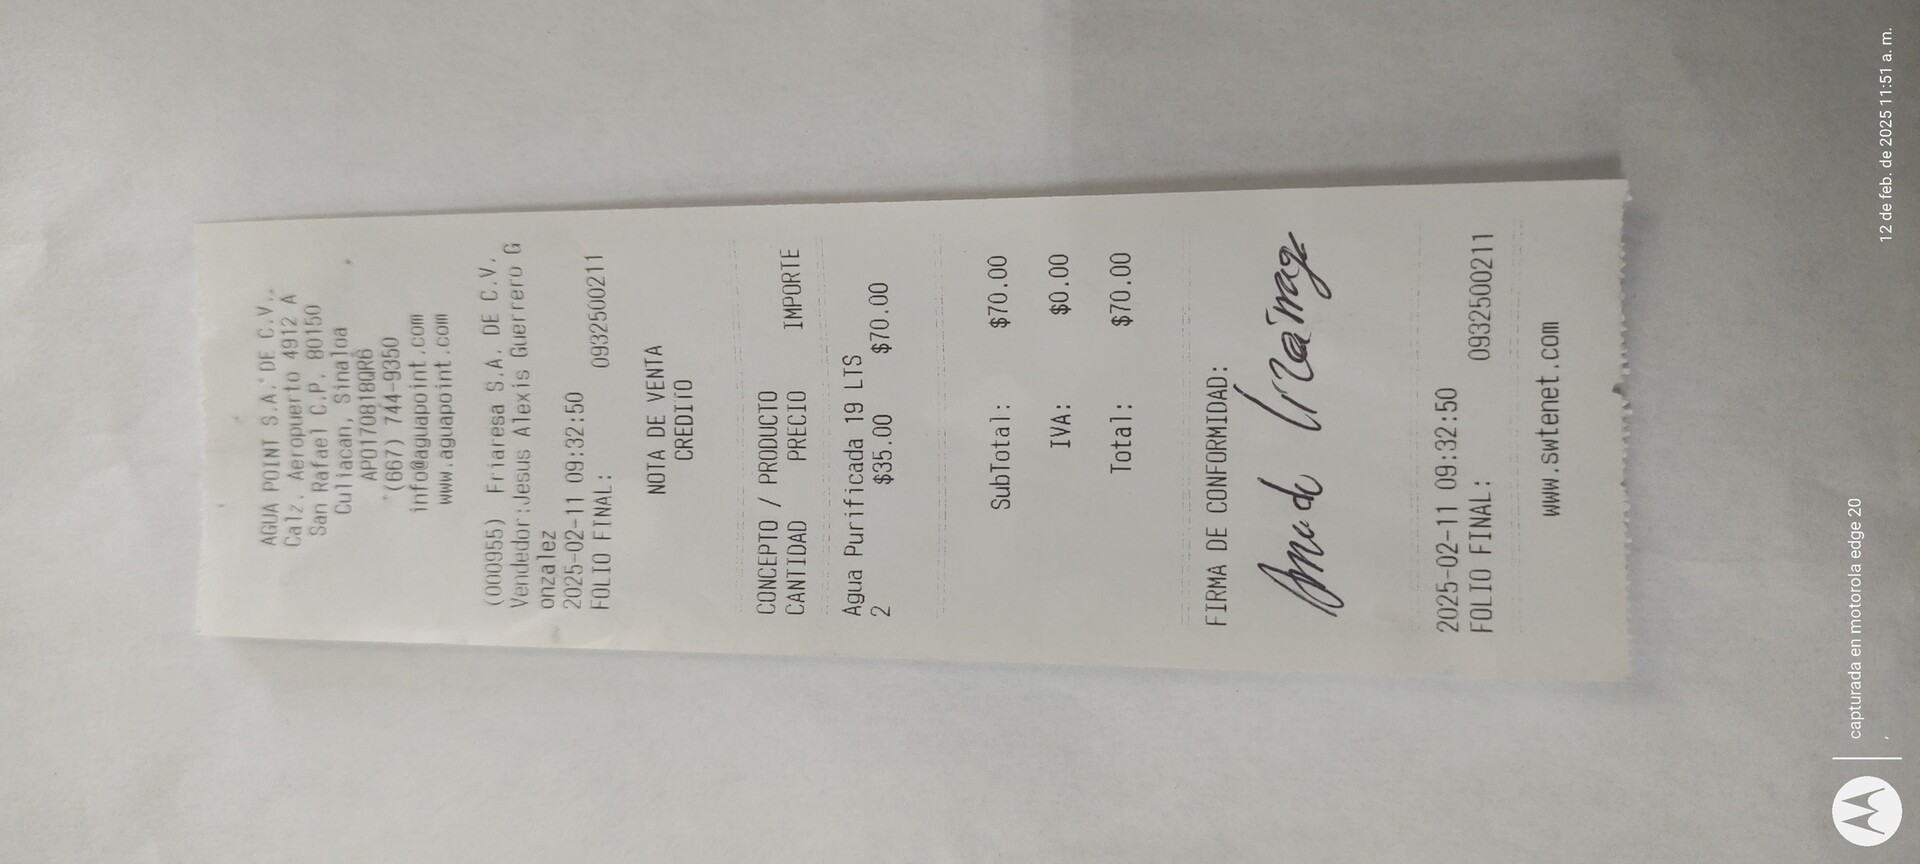 AGUA POINT S.A. DE C.V.,
Calz. Aeropuerto 4912 A
San Rafael C.P. 80150
Culiacan, Sinaloa
APO170818QR6
(667) 744-9350
info@aguapoint.com
www.aguapoint.com
(000955) Friaresa S.A. DE C.V.
Vendedor:Jesus Alexis Guerrero G
onzalez
2025-02-11 09:32:50
FOLIO FINAL: 0932500211
NOTA DE VENTA
CREDITO
CONCEPTO / PRODUCTO
CANTIDAD PRECIO IMPORTE
Agua Purificada 19 LTS
2 $35.00 $70.00
SubTotal: $70.00
IVA: $0.00
Total: $70.00
FIRMA DE CONFORMIDAD:
2025-02-11 09:32:50
FOLIO FINAL: 0932500211
www.swtenet.com
capturada en motorola edge 20
12 de feb. de 2025 11:51 a. m.